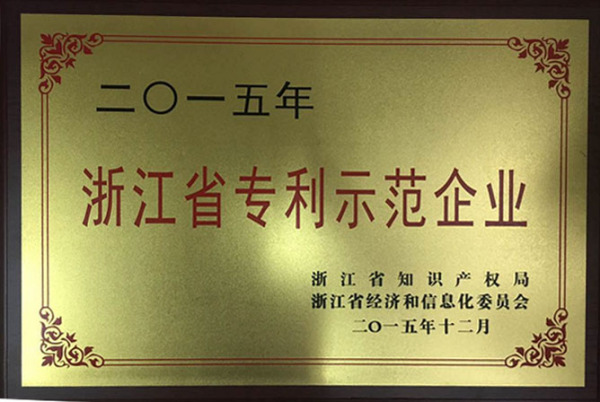 二〇一五年
浙江省专利示范企业
浙江省知识产权局
浙江省经济和信息化委员会
二〇一五年十二月